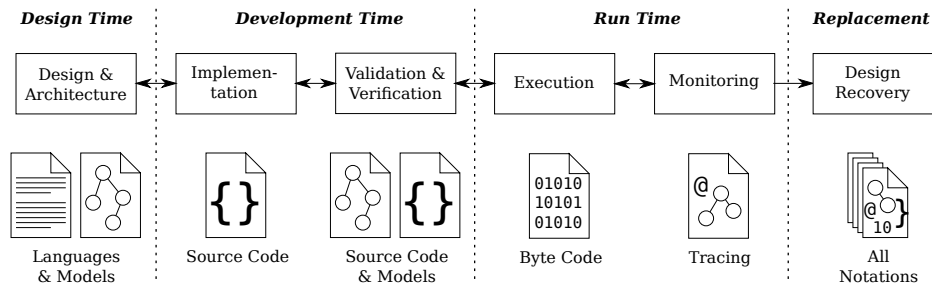 Design Time
Development Time
Run Time
Replacement
Design &
Architecture
Implemen-
tation
Validation &
Verification
Execution
Monitoring
Design
Recovery
{}
{}
01010
10101
01010
@
@ }
10
Languages
& Models
Source Code
Source Code
& Models
Byte Code
Tracing
All
Notations